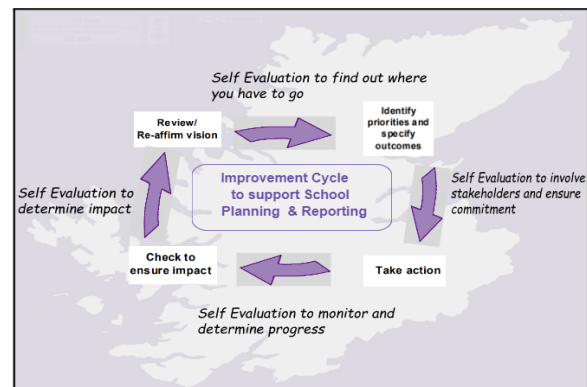 Self Evaluation to find out where
you have to go
Review/
Re-affirm vision
Identify
priorities and
specify
outcomes
Improvement Cycle
to support School
Planning & Reporting
Self Evaluation to
determine impact
Self Evaluation to involve
stakeholders and ensure
commitment
Check to
ensure impact
Take action
Self Evaluation to monitor and
determine progress